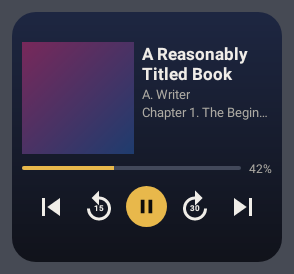 A Reasonably
Titled Book
A. Writer
Chapter 1. The Begin...
42%
15
30